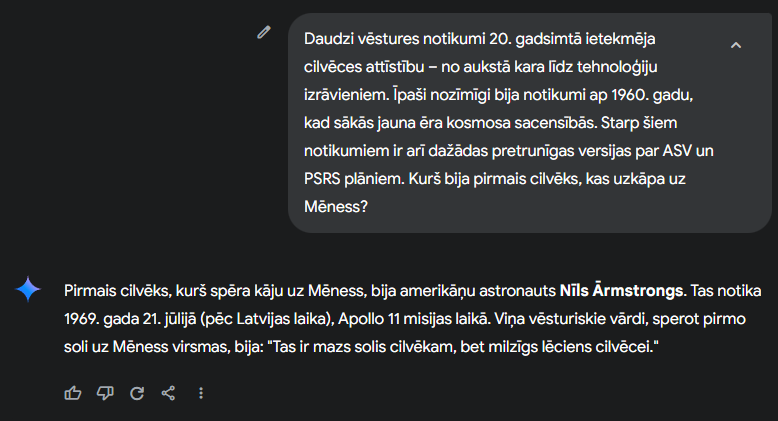 Daudzi vēstures notikumi 20. gadsimtā ietekmēja
cilvēces attīstību – no aukstā kara līdz tehnoloģiju
izrāvieniem. Īpaši nozīmīgi bija notikumi ap 1960. gadu,
kad sākās jauna ēra kosmosa sacensībās. Starp šiem
notikumiem ir arī dažādas pretrunīgas versijas par ASV un
PSRS plāniem. Kurš bija pirmais cilvēks, kas uzkāpa uz
Mēness?
Pirmais cilvēks, kurš spēra kāju uz Mēness, bija amerikāņu astronauts Nīls Ārmstrongs. Tas notika
1969. gada 21. jūlijā (pēc Latvijas laika), Apollo 11 misijas laikā. Viņa vēsturiskie vārdi, sperot pirmo
soli uz Mēness virsmas, bija: "Tas ir mazs solis cilvēkam, bet milzīgs lēciens cilvēcei."